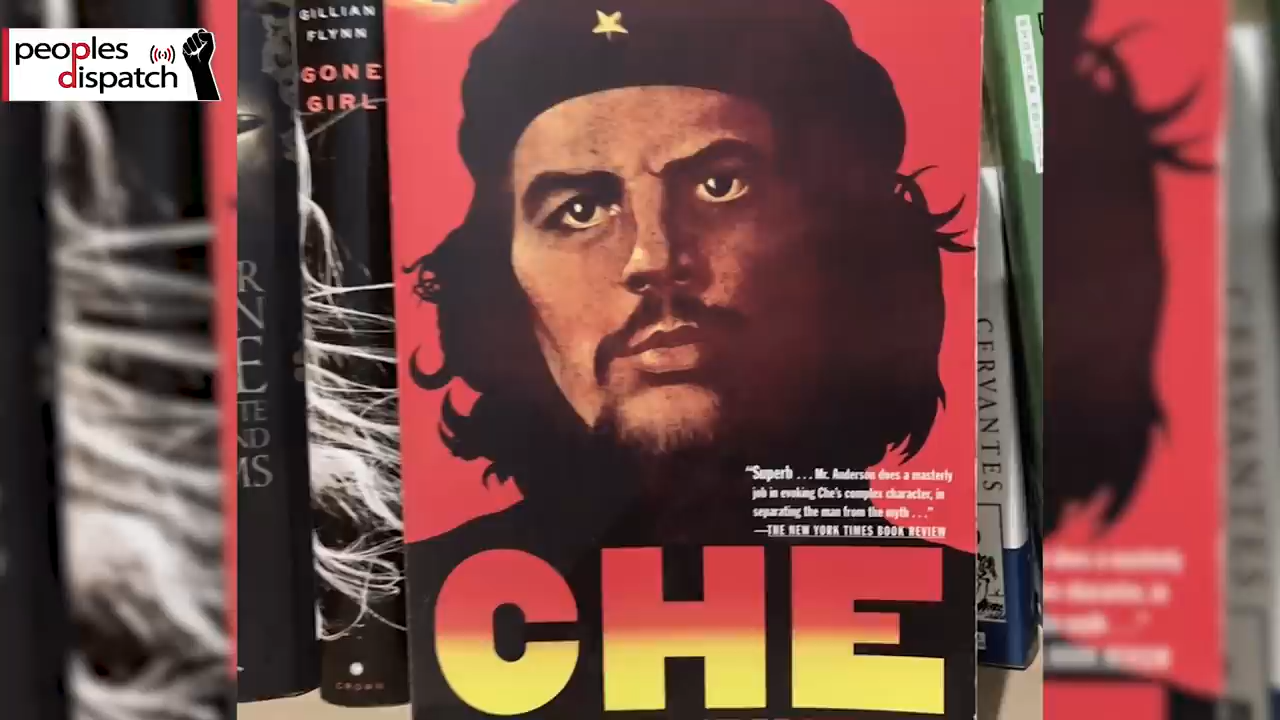 peoples
dispatch
GILLIAN
FLYNN
GONE
GIRL
CROWN
"Superb ... Mr. Anderson does a masterly
job in evoking Che's complex character, in
separating the man from the myth ..."
—THE NEW YORK TIMES BOOK REVIEW
CHE
CERVANTES